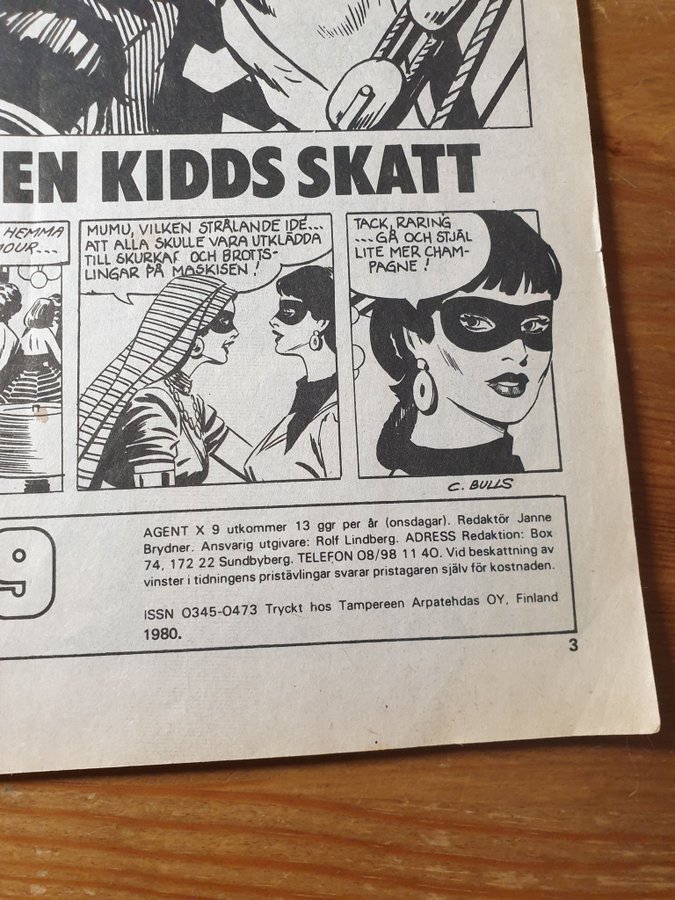 EN KIDDS SKATT
HEMMA
OUR...
MUMU, VILKEN STRÅLANDE IDÉ...
ATT ALLA SKULLE VARA UTKLÄDDA
TILL SKURKAR OCH BROTTS-
LINGAR PÅ MASKISEN!
TACK, RARING
...GÅ OCH STJÄL
LITE MER CHAM-
PAGNE!
C. BULLS
9
AGENT X 9 utkommer 13 ggr per år (onsdagar). Redaktör Janne
Brydner. Ansvarig utgivare: Rolf Lindberg. ADRESS Redaktion: Box
74, 172 22 Sundbyberg. TELEFON 08/98 11 40. Vid beskattning av
vinster i tidningens pristävlingar svarar pristagaren själv för kostnaden.
ISSN 0345-0473 Tryckt hos Tampereen Arpatehdas OY, Finland
1980.
3